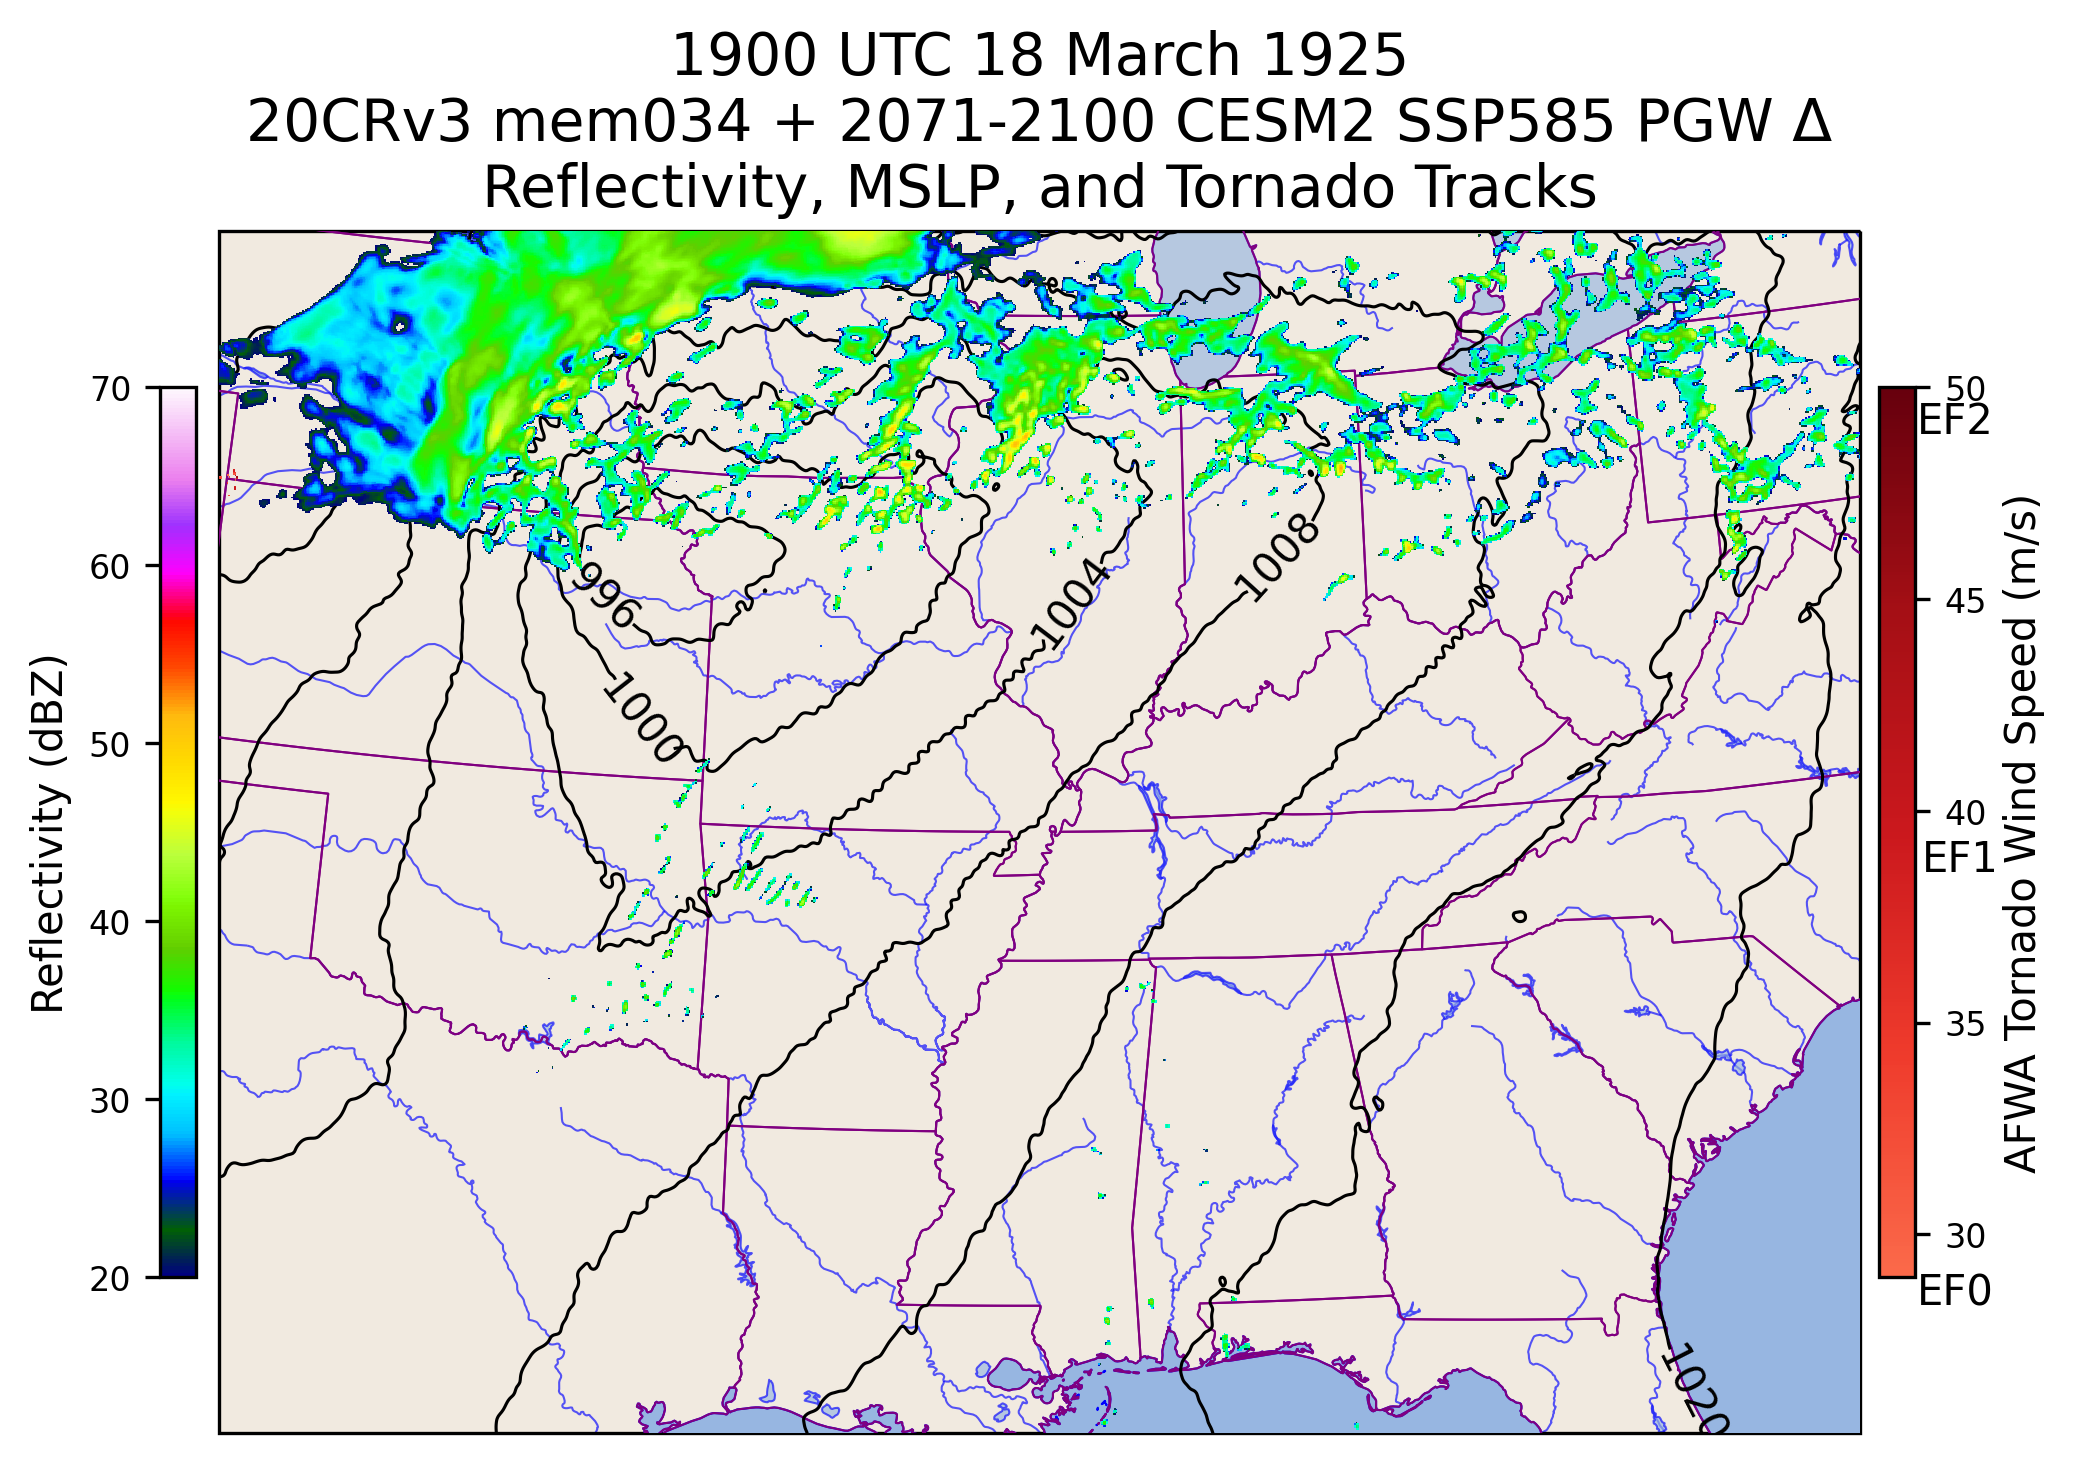 1900 UTC 18 March 1925
20CRv3 mem034 + 2071-2100 CESM2 SSP585 PGW Δ
Reflectivity, MSLP, and Tornado Tracks
Reflectivity (dBZ)
70
60
50
40
30
20
996
1000
1004
1008
1020
50
EF2
45
40
EF1
35
30
EF0
AFWA Tornado Wind Speed (m/s)